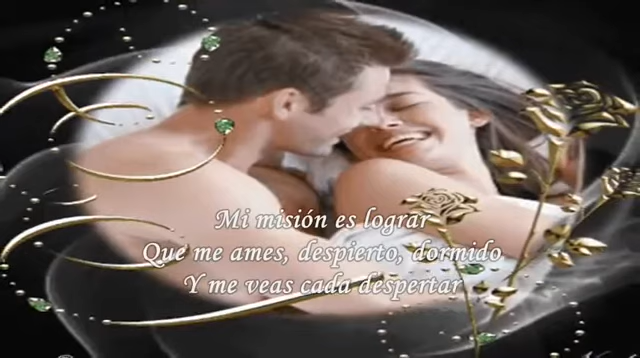 Mi misión es lograr
Que me ames, despierto, dormido
Y me veas cada despertar